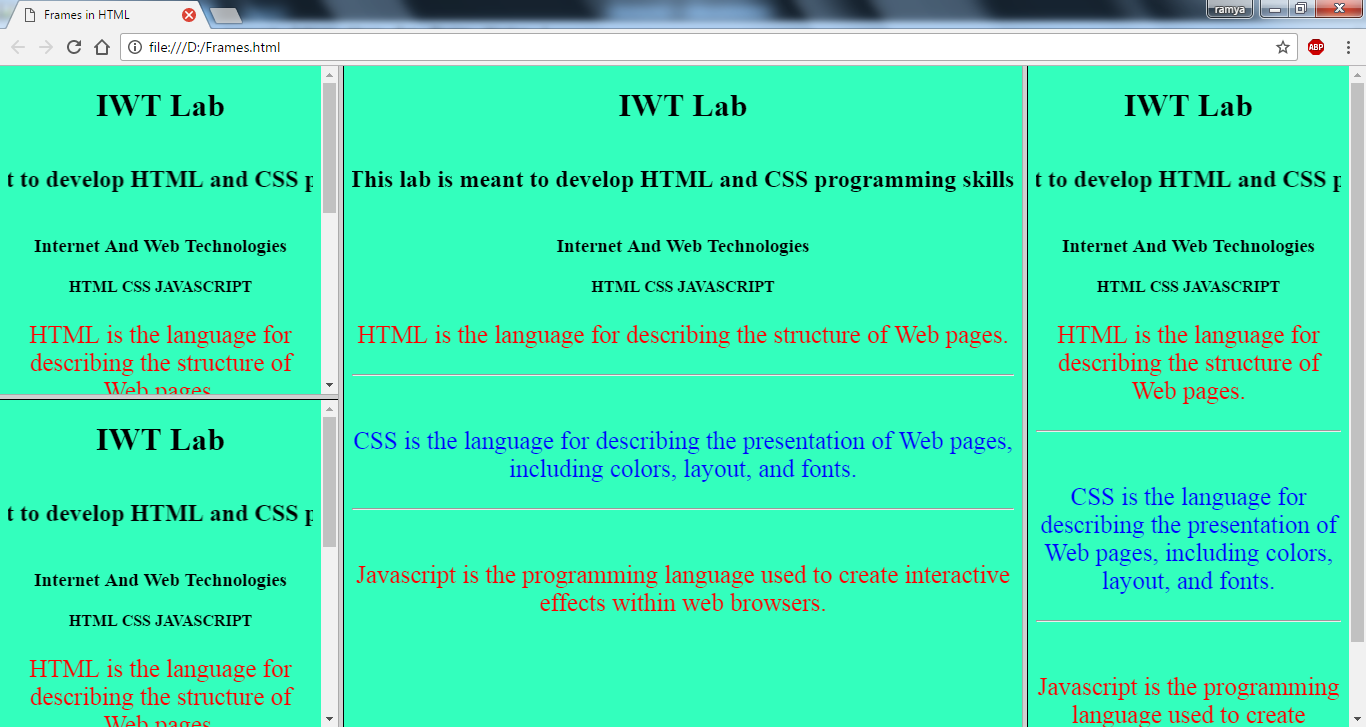 Frames in HTML
ramya
file:///D:/Frames.html
ABP
IWT Lab
t to develop HTML and CSS p
Internet And Web Technologies
HTML CSS JAVASCRIPT
HTML is the language for
describing the structure of
Web pages.
IWT Lab
t to develop HTML and CSS p
Internet And Web Technologies
HTML CSS JAVASCRIPT
HTML is the language for
describing the structure of
Web pages.
IWT Lab
This lab is meant to develop HTML and CSS programming skills
Internet And Web Technologies
HTML CSS JAVASCRIPT
HTML is the language for describing the structure of Web pages.
CSS is the language for describing the presentation of Web pages,
including colors, layout, and fonts.
Javascript is the programming language used to create interactive
effects within web browsers.
IWT Lab
t to develop HTML and CSS p
Internet And Web Technologies
HTML CSS JAVASCRIPT
HTML is the language for
describing the structure of
Web pages.
CSS is the language for
describing the presentation of
Web pages, including colors,
layout, and fonts.
Javascript is the programming
language used to create